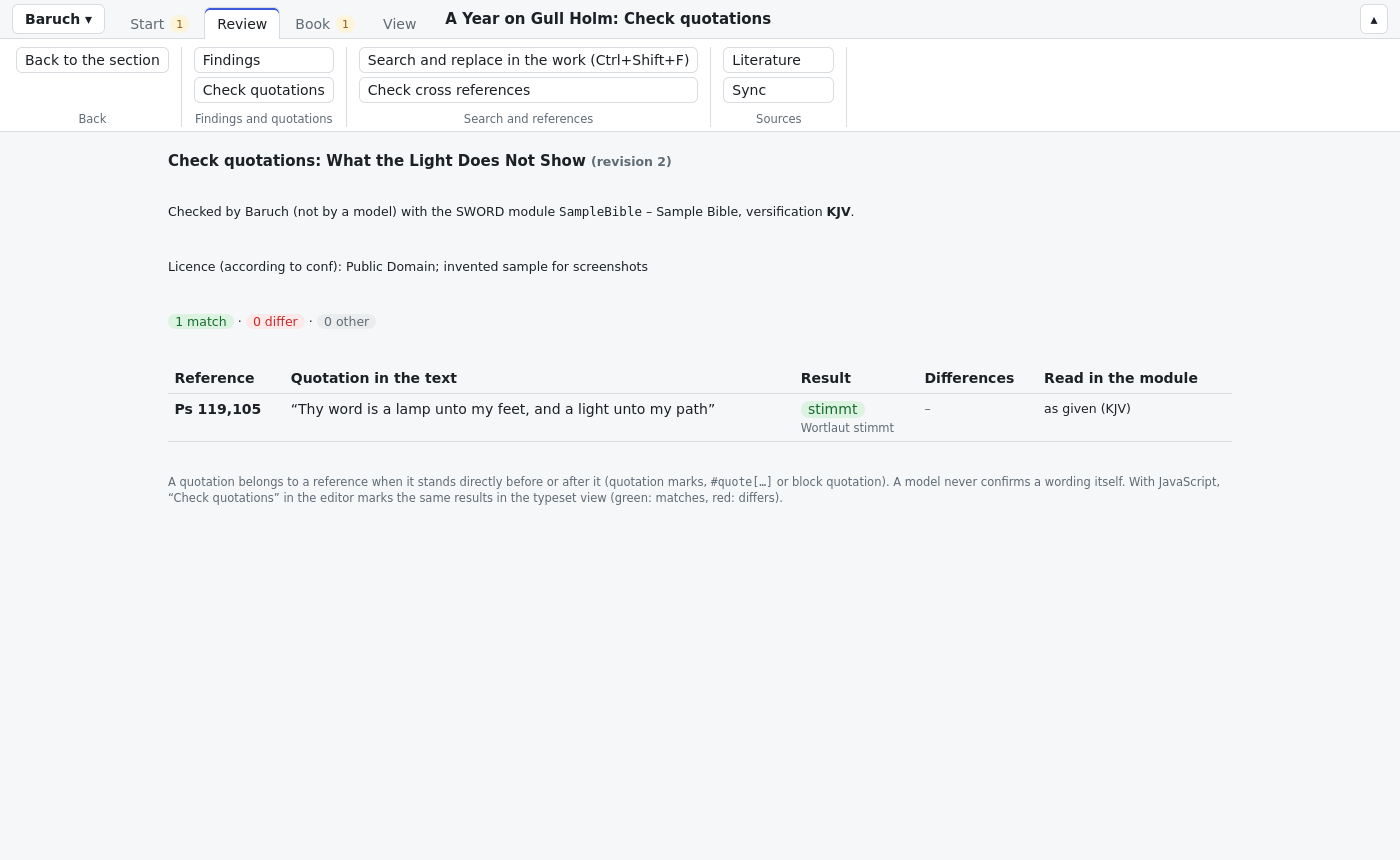 Baruch ▾
Start 1
Review
Book 1
View
A Year on Gull Holm: Check quotations
▴
Back to the section
Back
Findings
Check quotations
Findings and quotations
Search and replace in the work (Ctrl+Shift+F)
Check cross references
Search and references
Literature
Sync
Sources
Check quotations: What the Light Does Not Show (revision 2)
Checked by Baruch (not by a model) with the SWORD module SampleBible – Sample Bible, versification KJV.
Licence (according to conf): Public Domain; invented sample for screenshots
1 match · 0 differ · 0 other
Reference Quotation in the text Result Differences Read in the module
Ps 119,105 “Thy word is a lamp unto my feet, and a light unto my path” stimmt – as given (KJV)
Wortlaut stimmt
A quotation belongs to a reference when it stands directly before or after it (quotation marks, #quote[…] or block quotation). A model never confirms a wording itself. With JavaScript,
“Check quotations” in the editor marks the same results in the typeset view (green: matches, red: differs).